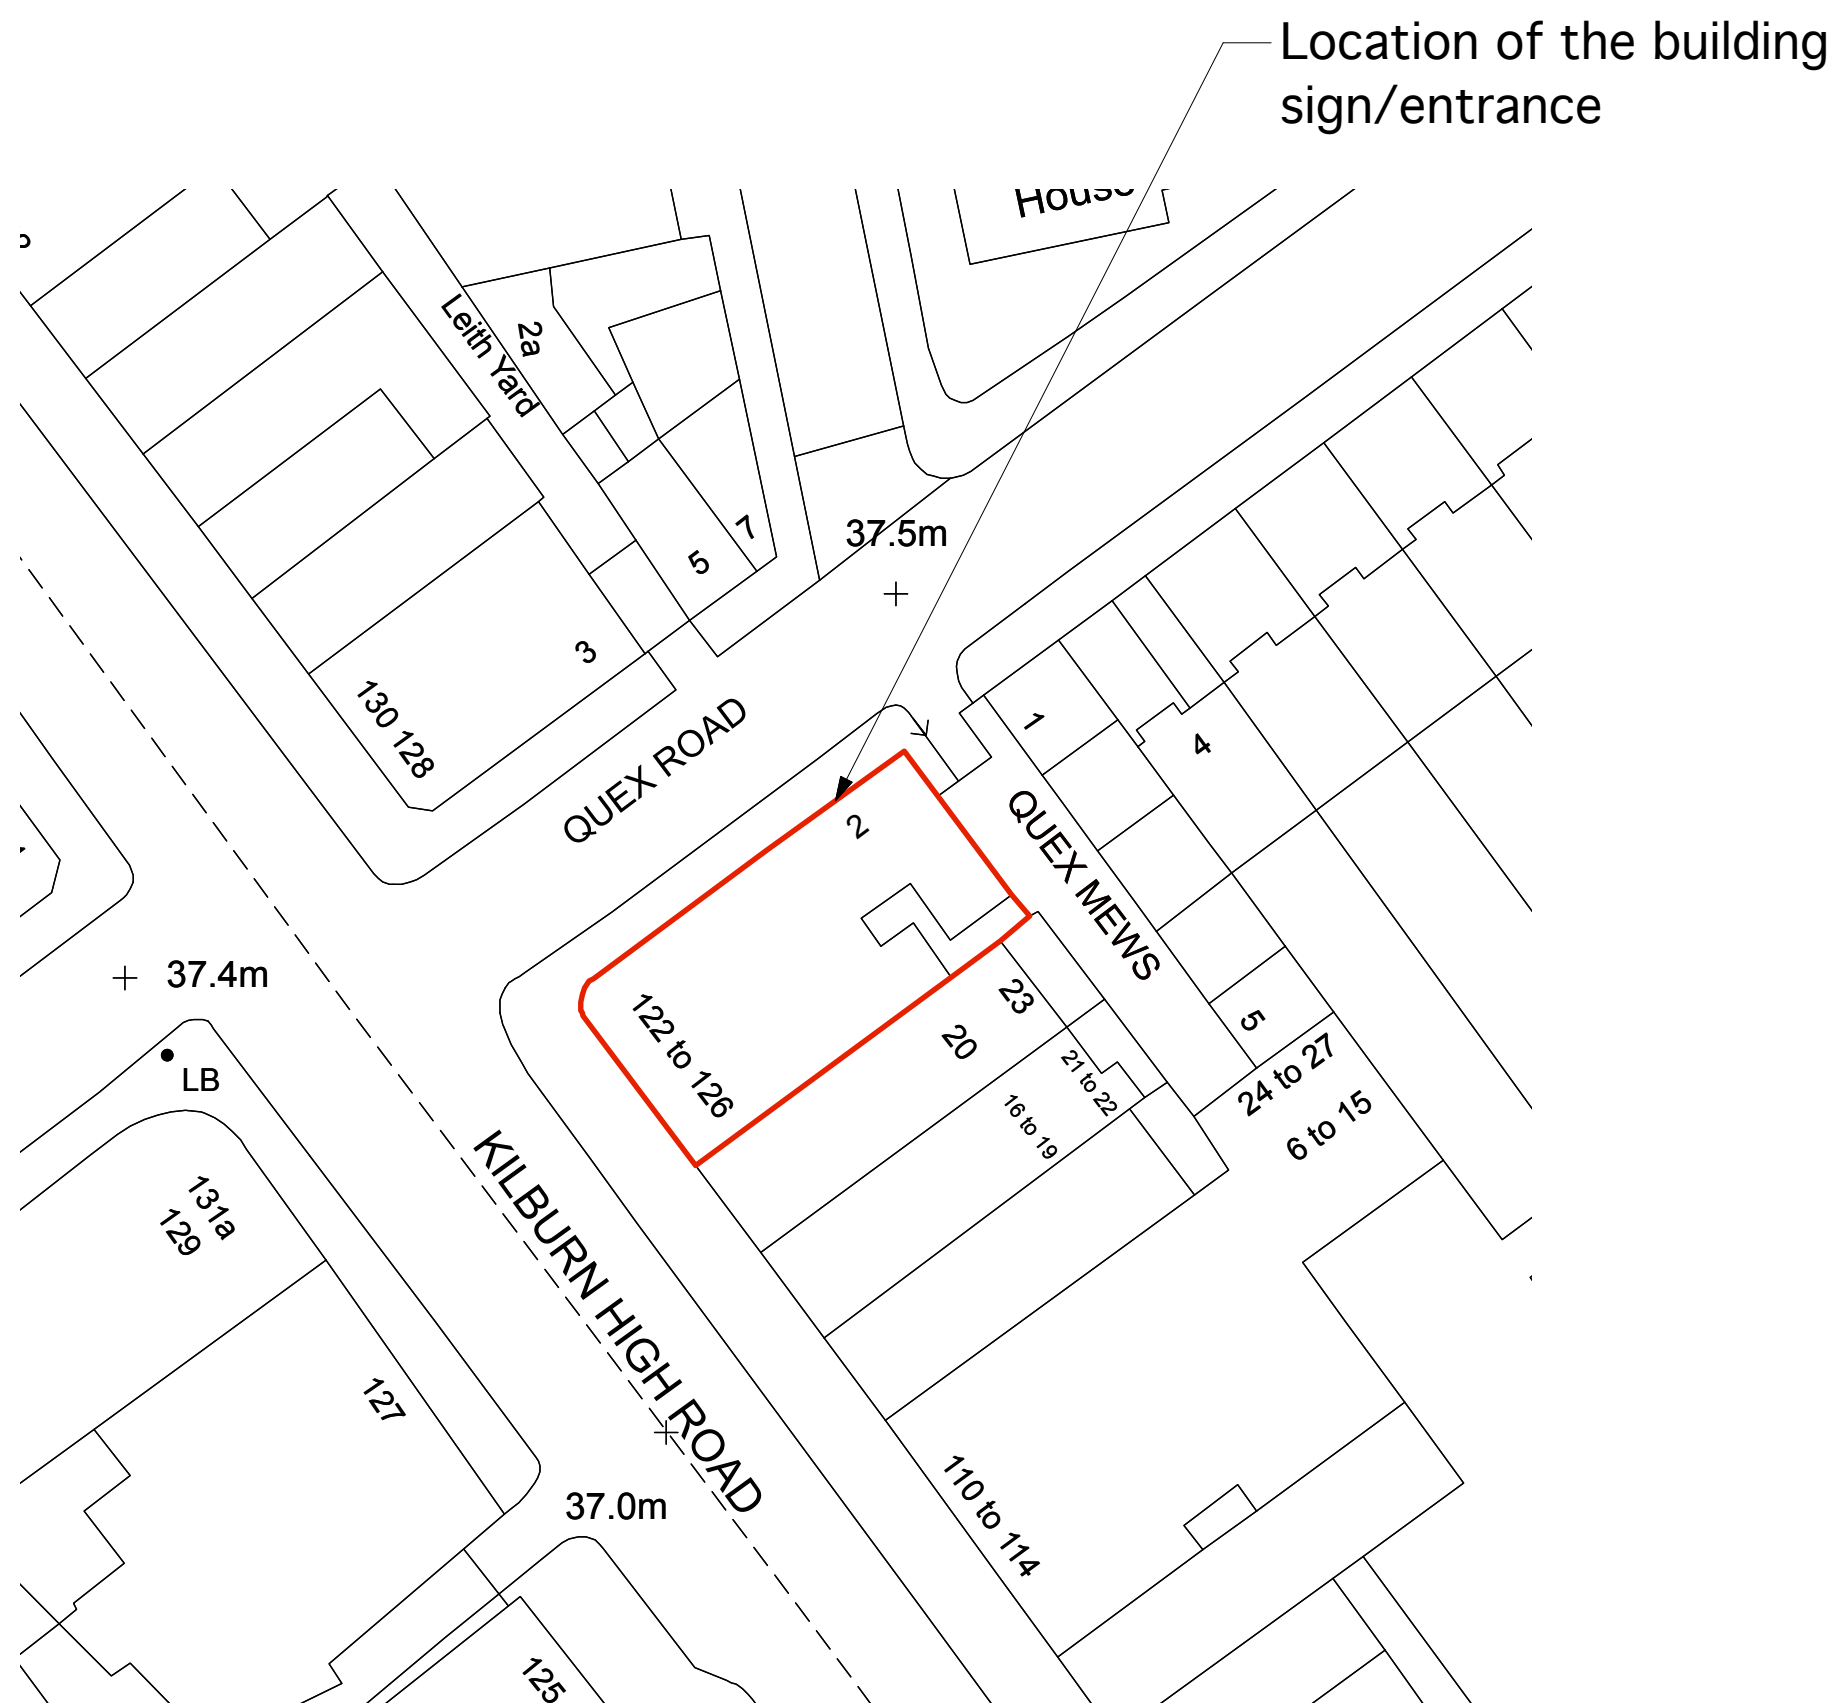 Location of the building
sign/entrance
House
Leith Yard
2a
37.5m
7
5
3
130 128
QUEX ROAD
1
4
2
QUEX MEWS
37.4m
122 to 126
23
20
5
LB
21 to 22
24 to 27
16 to 19
6 to 15
131a
129
KILBURN HIGH ROAD
127
37.0m
110 to 114
125